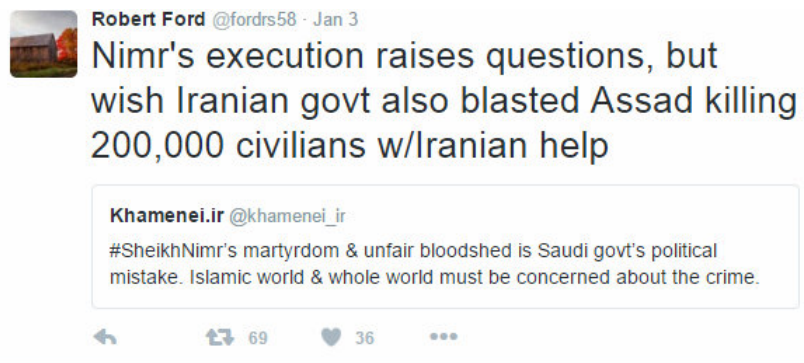 Robert Ford @fordrs58 · Jan 3
Nimr's execution raises questions, but
wish Iranian govt also blasted Assad killing
200,000 civilians w/Iranian help
Khamenei.ir @khamenei_ir
#SheikhNimr's martyrdom & unfair bloodshed is Saudi govt's political
mistake. Islamic world & whole world must be concerned about the crime.
69 36